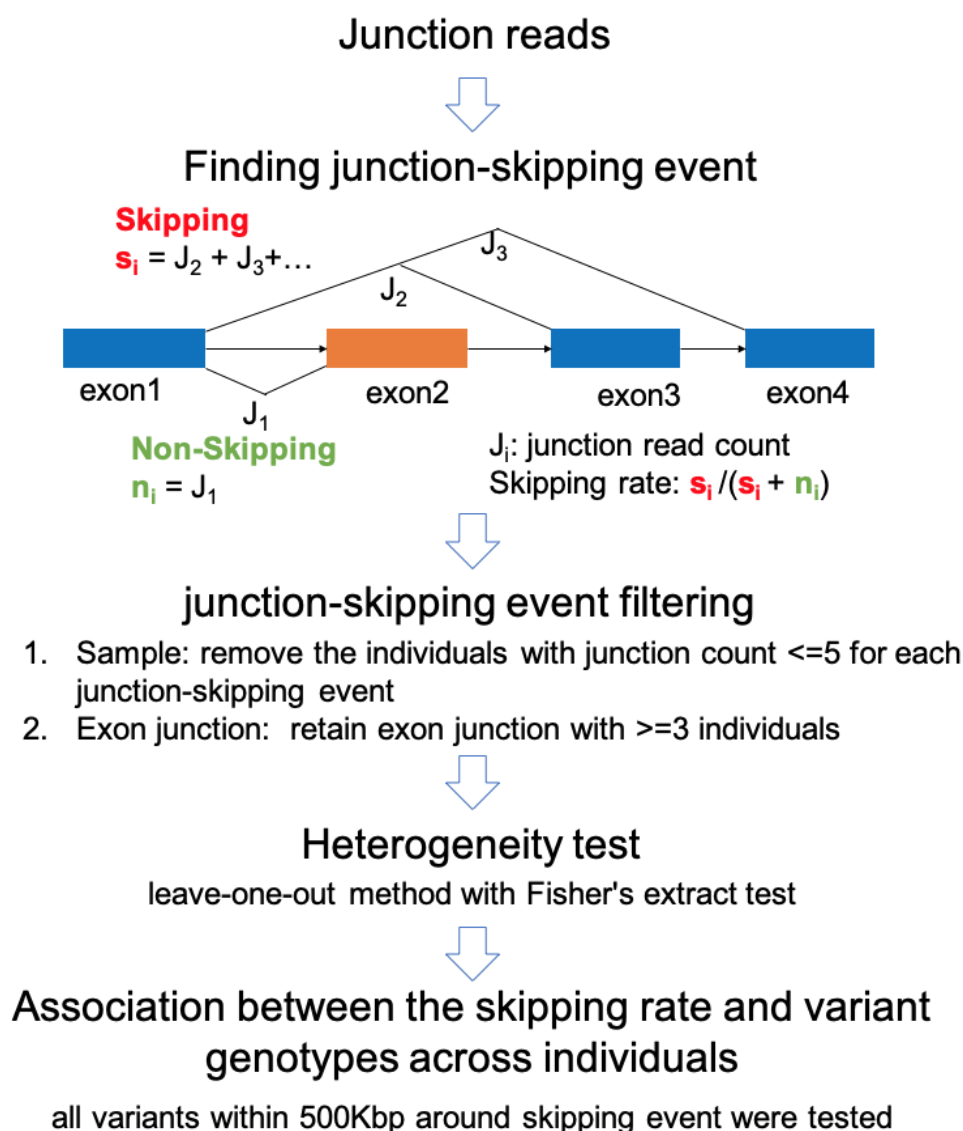 Junction reads
Finding junction-skipping event
Skipping
sᵢ = J₂ + J₃+…
J₃
J₂
exon1
exon2
exon3
exon4
J₁
Non-Skipping
nᵢ = J₁
Jᵢ: junction read count
Skipping rate: sᵢ /(sᵢ + nᵢ)
junction-skipping event filtering
1. Sample: remove the individuals with junction count <=5 for each
junction-skipping event
2. Exon junction: retain exon junction with >=3 individuals
Heterogeneity test
leave-one-out method with Fisher's extract test
Association between the skipping rate and variant
genotypes across individuals
all variants within 500Kbp around skipping event were tested